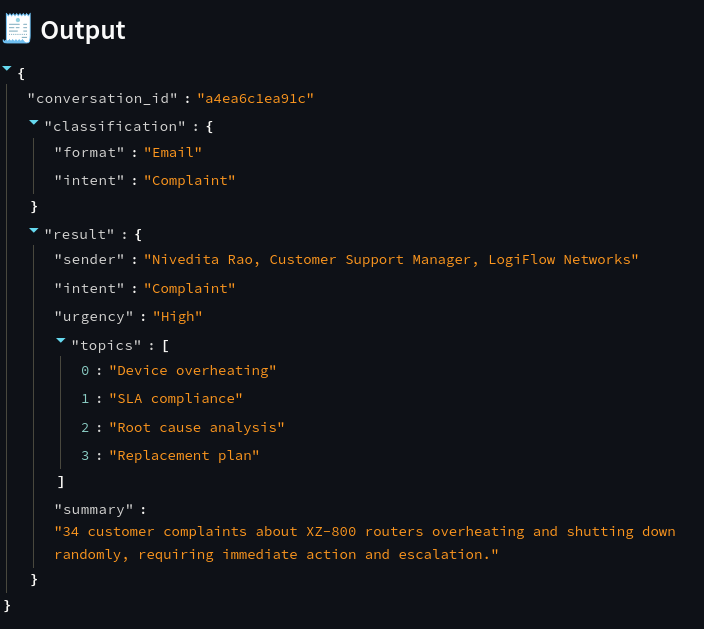 Output
{
"conversation_id" : "a4ea6c1ea91c"
"classification" : {
"format" : "Email"
"intent" : "Complaint"
}
"result" : {
"sender" : "Nivedita Rao, Customer Support Manager, LogiFlow Networks"
"intent" : "Complaint"
"urgency" : "High"
"topics" : [
0 : "Device overheating"
1 : "SLA compliance"
2 : "Root cause analysis"
3 : "Replacement plan"
]
"summary" :
"34 customer complaints about XZ-800 routers overheating and shutting down
randomly, requiring immediate action and escalation."
}
}